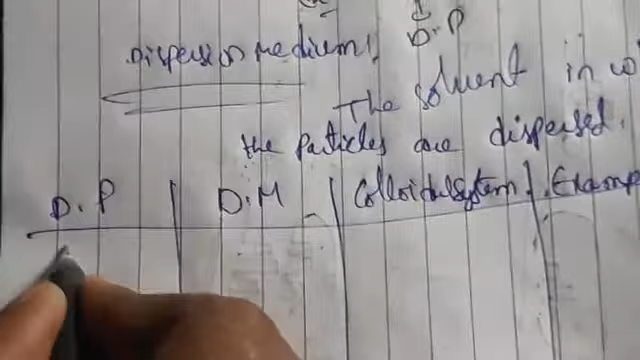 D.P
Dispersion medium
The solvent in
the particles are dispersed.
D.P D.M Colloidal system Examp